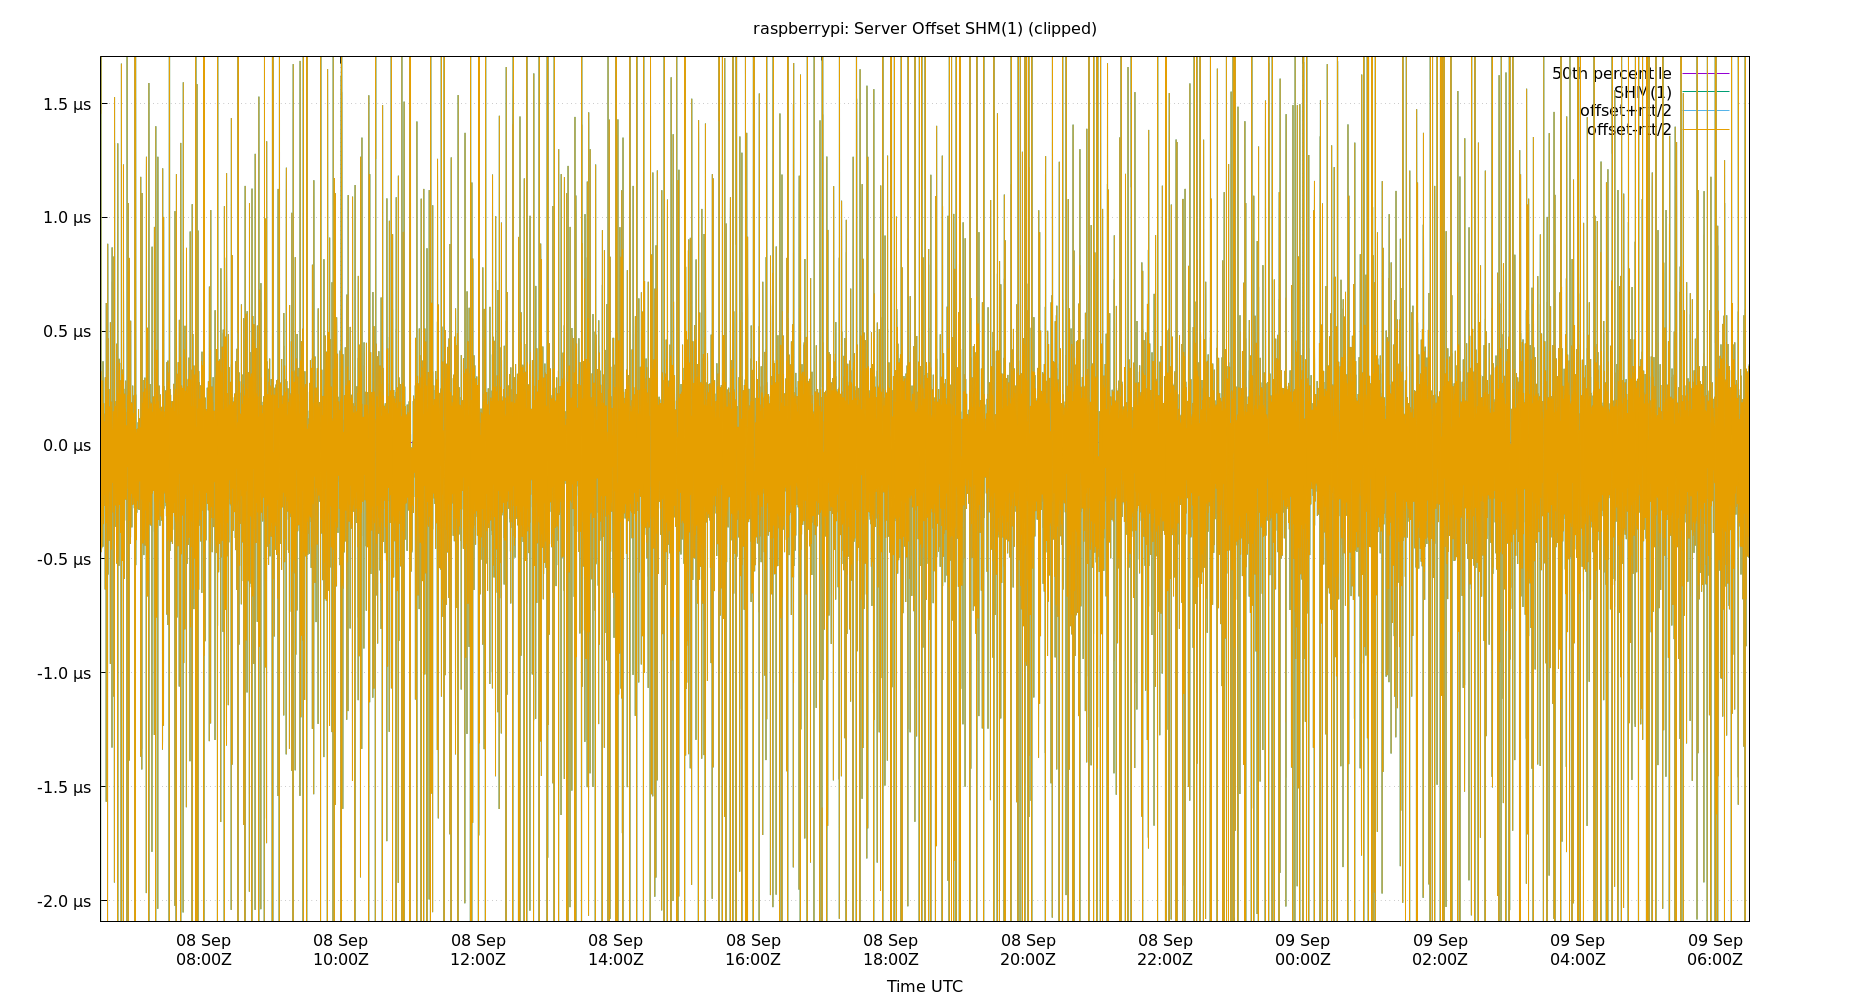 raspberrypi: Server Offset SHM(1) (clipped)
50th percentile
SHM(1)
offset+rtt/2
offset-rtt/2
1.5 µs
1.0 µs
0.5 µs
0.0 µs
-0.5 µs
-1.0 µs
-1.5 µs
-2.0 µs
08 Sep 08 Sep 08 Sep 08 Sep 08 Sep 08 Sep 08 Sep 08 Sep 09 Sep 09 Sep 09 Sep 09 Sep
08:00Z 10:00Z 12:00Z 14:00Z 16:00Z 18:00Z 20:00Z 22:00Z 00:00Z 02:00Z 04:00Z 06:00Z
Time UTC